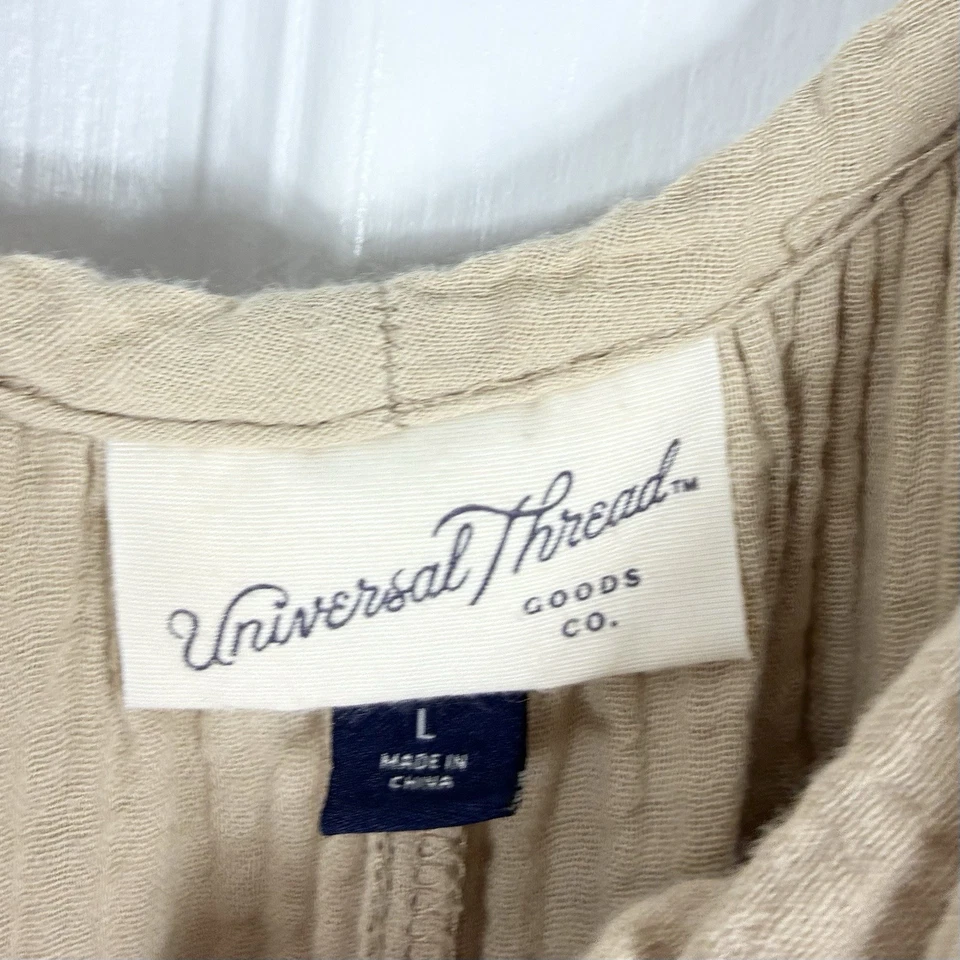 Universal Thread™
GOODS
CO.
L
MADE IN
CHINA